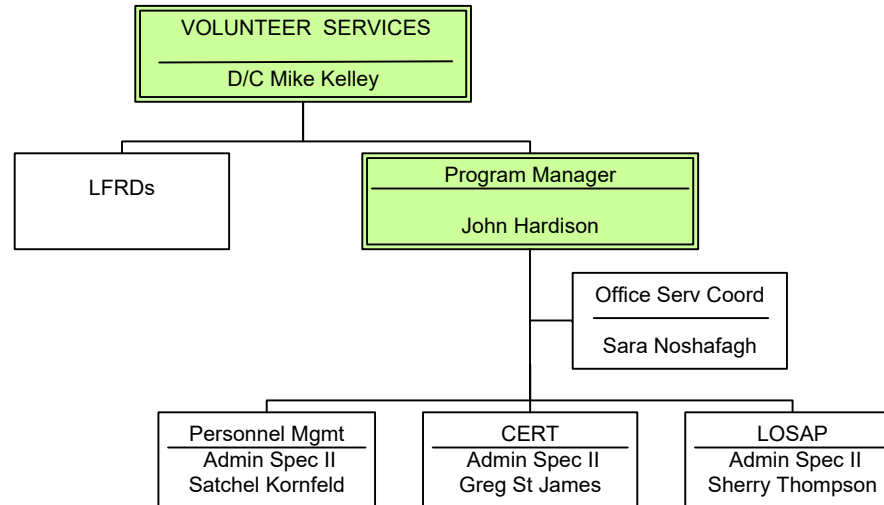 VOLUNTEER SERVICES
D/C Mike Kelley
LFRDs
Program Manager
John Hardison
Office Serv Coord
Sara Noshafagh
Personnel Mgmt
Admin Spec II
Satchel Kornfeld
CERT
Admin Spec II
Greg St James
LOSAP
Admin Spec II
Sherry Thompson